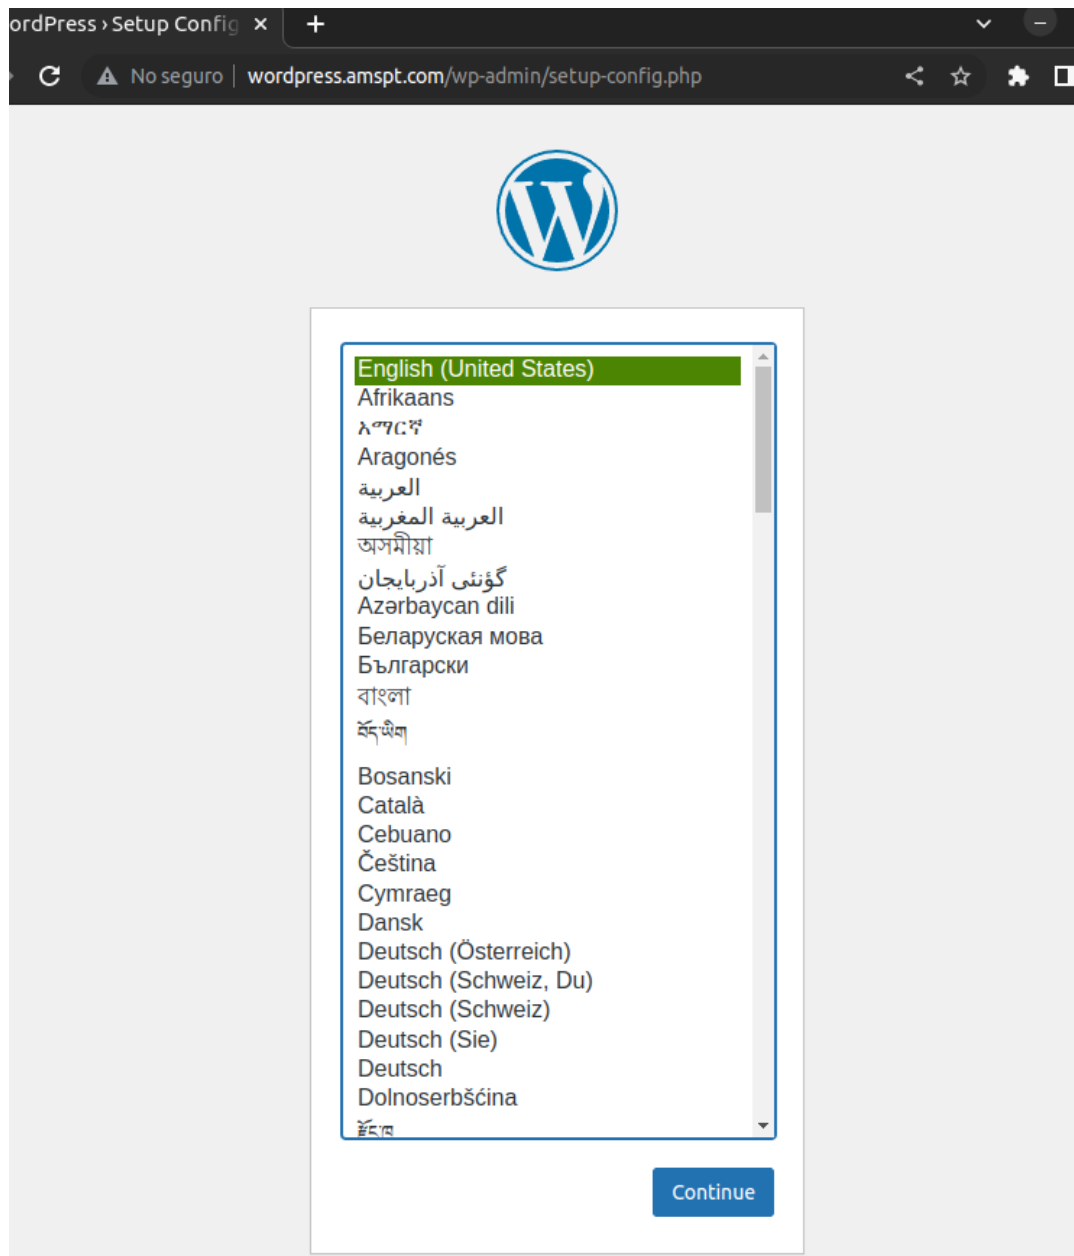 ordPress › Setup Config
No seguro | wordpress.amspt.com/wp-admin/setup-config.php
English (United States)
Afrikaans
አማርኛ
Aragonés
العربية
العربية المغربية
অসমীয়া
گؤنئی آذربایجان
Azərbaycan dili
Беларуская мова
Български
বাংলা
བོད་ཡིག
Bosanski
Català
Cebuano
Čeština
Cymraeg
Dansk
Deutsch (Österreich)
Deutsch (Schweiz, Du)
Deutsch (Schweiz)
Deutsch (Sie)
Deutsch
Dolnoserbšćina
རྫོང་ཁ
Continue